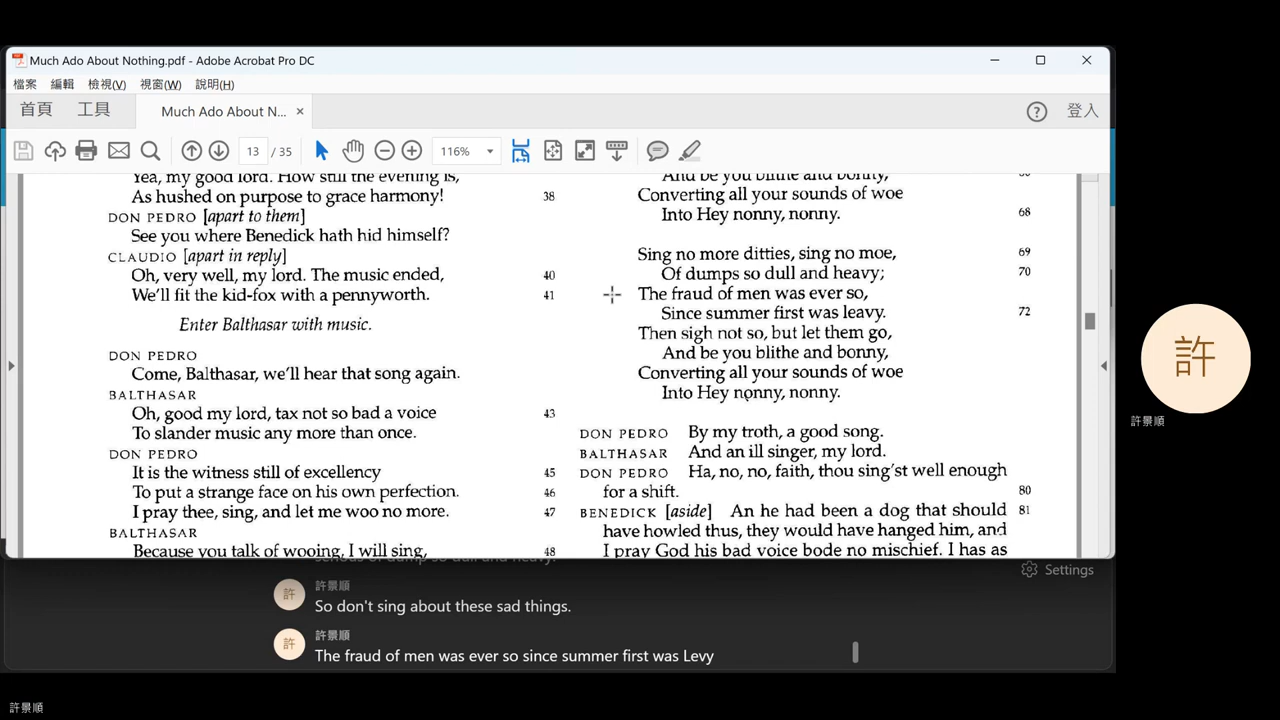 Much Ado About Nothing.pdf - Adobe Acrobat Pro DC
檔案 編輯 檢視(V) 視窗(W) 說明(H)
首頁 工具 Much Ado About N... × ? 登入
13 / 35 116%
Yea, my good lord. How still the evening is,
As hushed on purpose to grace harmony! 38
DON PEDRO [apart to them]
See you where Benedick hath hid himself?
CLAUDIO [apart in reply]
Oh, very well, my lord. The music ended, 40
We'll fit the kid-fox with a pennyworth. 41
Enter Balthasar with music.
DON PEDRO
Come, Balthasar, we'll hear that song again.
BALTHASAR
Oh, good my lord, tax not so bad a voice 43
To slander music any more than once.
DON PEDRO
It is the witness still of excellency 45
To put a strange face on his own perfection. 46
I pray thee, sing, and let me woo no more. 47
BALTHASAR
Because you talk of wooing, I will sing, 48
And be you blithe and bonny,
Converting all your sounds of woe
Into Hey nonny, nonny. 68
Sing no more ditties, sing no moe, 69
Of dumps so dull and heavy; 70
The fraud of men was ever so,
Since summer first was leavy. 72
Then sigh not so, but let them go,
And be you blithe and bonny,
Converting all your sounds of woe
Into Hey nonny, nonny.
DON PEDRO By my troth, a good song.
BALTHASAR And an ill singer, my lord.
DON PEDRO Ha, no, no, faith, thou sing'st well enough
for a shift. 80
BENEDICK [aside] An he had been a dog that should 81
have howled thus, they would have hanged him, and
I pray God his bad voice bode no mischief. I has as
Settings
許景順
So don't sing about these sad things.
許景順
The fraud of men was ever so since summer first was Levy
許
許
許
許景順
許景順